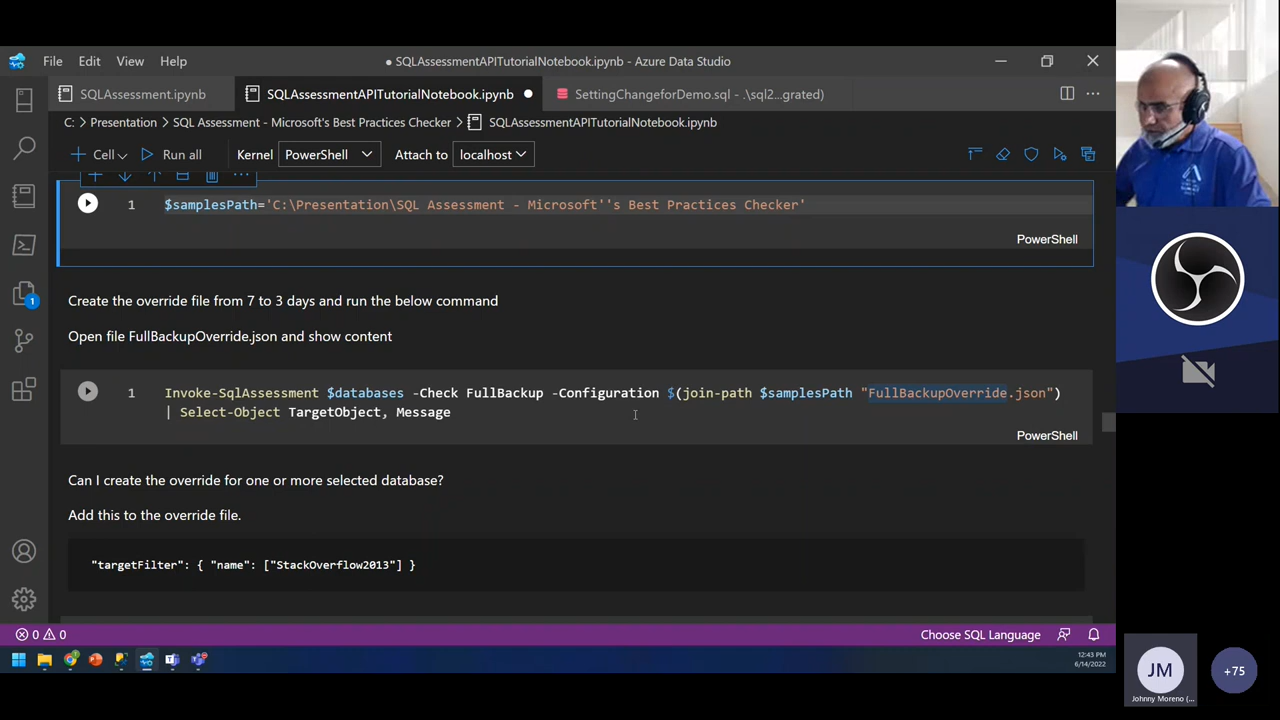 File Edit View Help
● SQLAssessmentAPITutorialNotebook.ipynb - Azure Data Studio
SQLAssessment.ipynb
SQLAssessmentAPITutorialNotebook.ipynb ●
SettingChangeforDemo.sql - .\sql2...grated)
C: > Presentation > SQL Assessment - Microsoft's Best Practices Checker > SQLAssessmentAPITutorialNotebook.ipynb
Cell Run all Kernel PowerShell Attach to localhost
1 $samplesPath='C:\Presentation\SQL Assessment - Microsoft''s Best Practices Checker'
PowerShell
Create the override file from 7 to 3 days and run the below command
Open file FullBackupOverride.json and show content
1 Invoke-SqlAssessment $databases -Check FullBackup -Configuration $(join-path $samplesPath "FullBackupOverride.json")
| Select-Object TargetObject, Message
PowerShell
Can I create the override for one or more selected database?
Add this to the override file.
"targetFilter": { "name": ["StackOverflow2013"] }
1
0 0
Choose SQL Language
12:43 PM
6/14/2022
JM
Johnny Moreno (...
+75